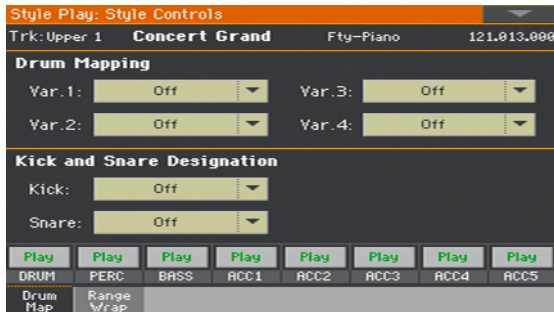 Style Play: Style Controls
Trk:Upper 1 Concert Grand Fty-Piano 121.013.000
Drum Mapping
Var.1: Off Var.3: Off
Var.2: Off Var.4: Off
Kick and Snare Designation
Kick: Off
Snare: Off
Play Play Play Play Play Play Play Play
DRUM PERC BASS ACC1 ACC2 ACC3 ACC4 ACC5
Drum Range
Map Wrap